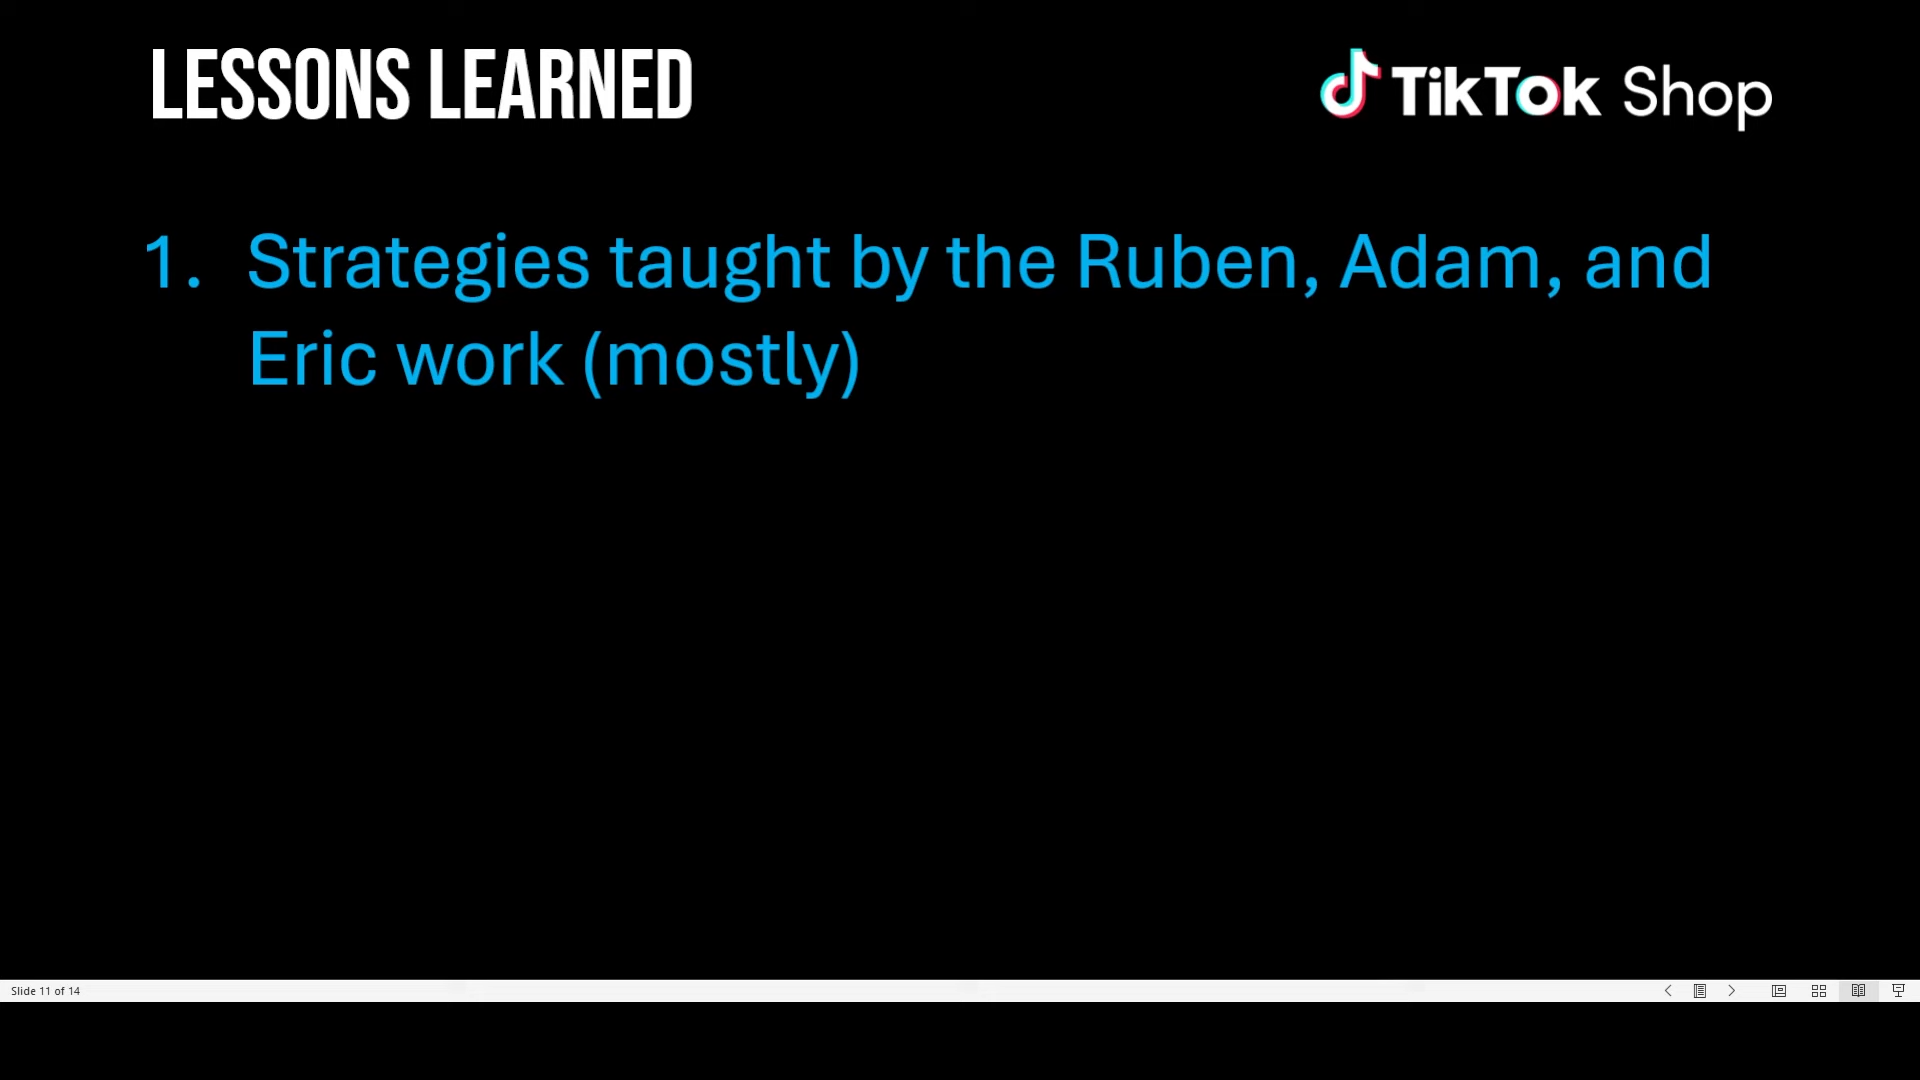 LESSONS LEARNED
TikTok Shop
1. Strategies taught by the Ruben, Adam, and
Eric work (mostly)
Slide 11 of 14